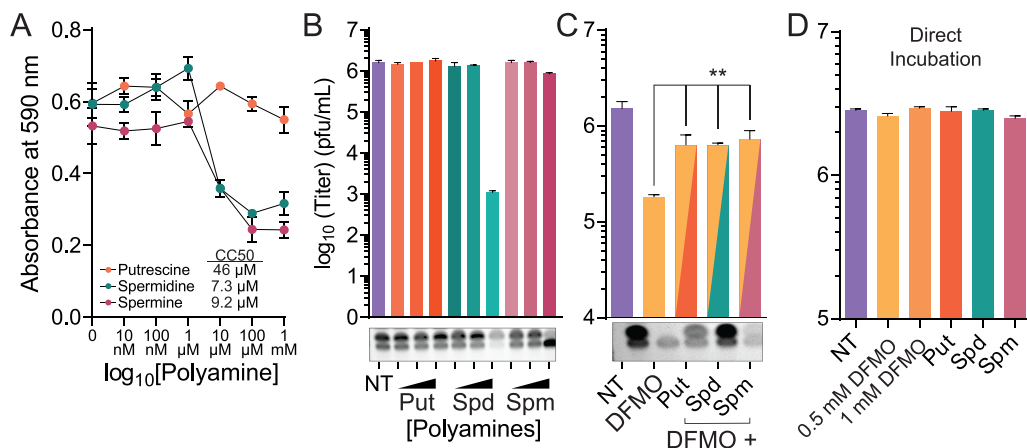 A
Absorbance at 590 nm
0.8
0.6
0.4
0.2
0.0
CC50
Putrescine 46 µM
Spermidine 7.3 µM
Spermine 9.2 µM
0 10 nM 100 nM 1 µM 10 µM 100 µM 1 mM
log10[Polyamine]
B
log10 (Titer) (pfu/mL)
7
6
5
4
3
2
1
0
NT Put Spd Spm
[Polyamines]
C
7
6
5
4
**
NT DFMO Put Spd Spm
DFMO +
D
Direct
Incubation
6
6
5
NT 0.5 mM DFMO 1 mM DFMO Put Spd Spm